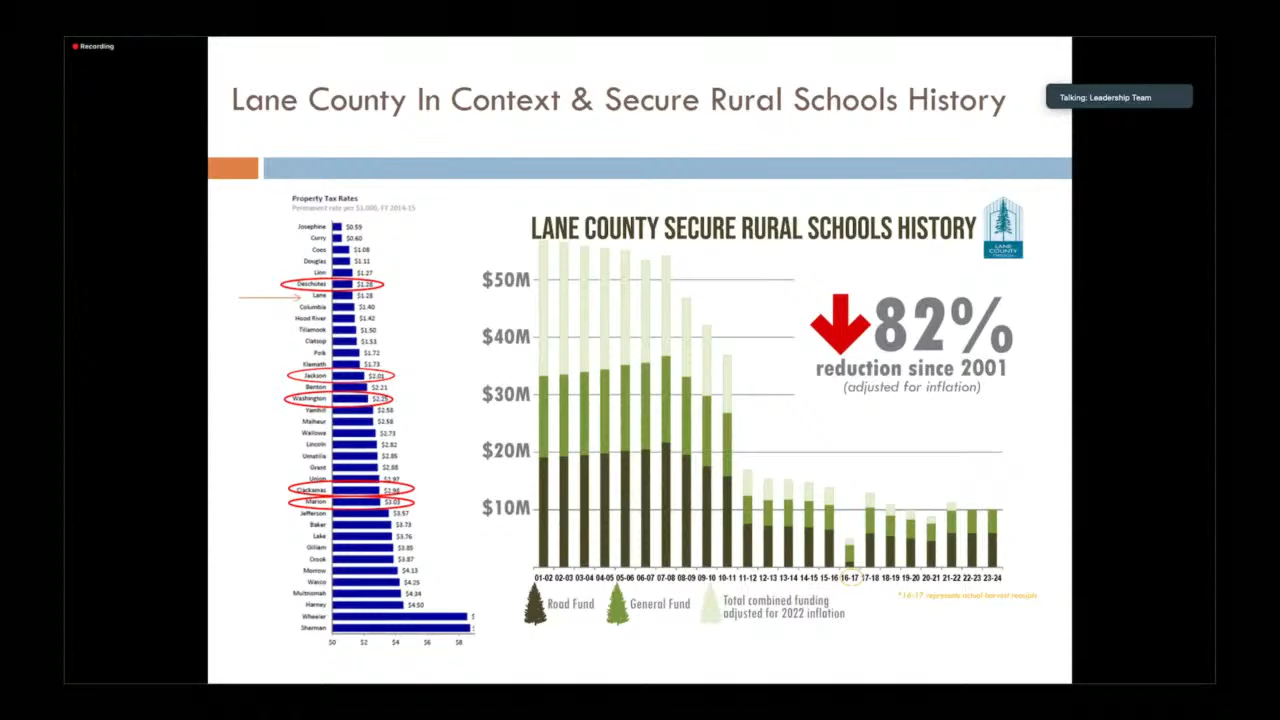 Recording
Talking: Leadership Team
Lane County In Context & Secure Rural Schools History
Property Tax Rates
Permanent rate per $1,000, FY 2014-15
Josephine $0.59
Curry $0.60
Coos $1.08
Douglas $1.11
Linn $1.27
Deschutes $1.28
Lane $1.28
Columbia $1.40
Hood River $1.42
Tillamook $1.50
Clatsop $1.53
Polk $1.72
Klamath $1.73
Jackson $2.01
Benton $2.21
Washington
Yamhill $2.58
Malheur $2.58
Wallowa $2.73
Lincoln $2.82
Umatilla $2.85
Grant $2.88
Union $2.97
Clackamas $2.98
Marion $3.03
Jefferson $3.57
Baker $3.73
Lake $3.76
Gilliam $3.85
Crook $3.87
Morrow $4.13
Wasco $4.25
Multnomah $4.34
Harney $4.50
Wheeler $
Sherman
$0 $2 $4 $6 $8
LANE COUNTY SECURE RURAL SCHOOLS HISTORY
LANE
COUNTY
OREGON
$50M
$40M
$30M
$20M
$10M
82%
reduction since 2001
(adjusted for inflation)
01-02 02-03 03-04 04-05 05-06 06-07 07-08 08-09 09-10 10-11 11-12 12-13 13-14 14-15 15-16 16-17 17-18 18-19 19-20 20-21 21-22 22-23 23-24
*16-17 represents actual harvest receipts
Road Fund
General Fund
Total combined funding
adjusted for 2022 inflation